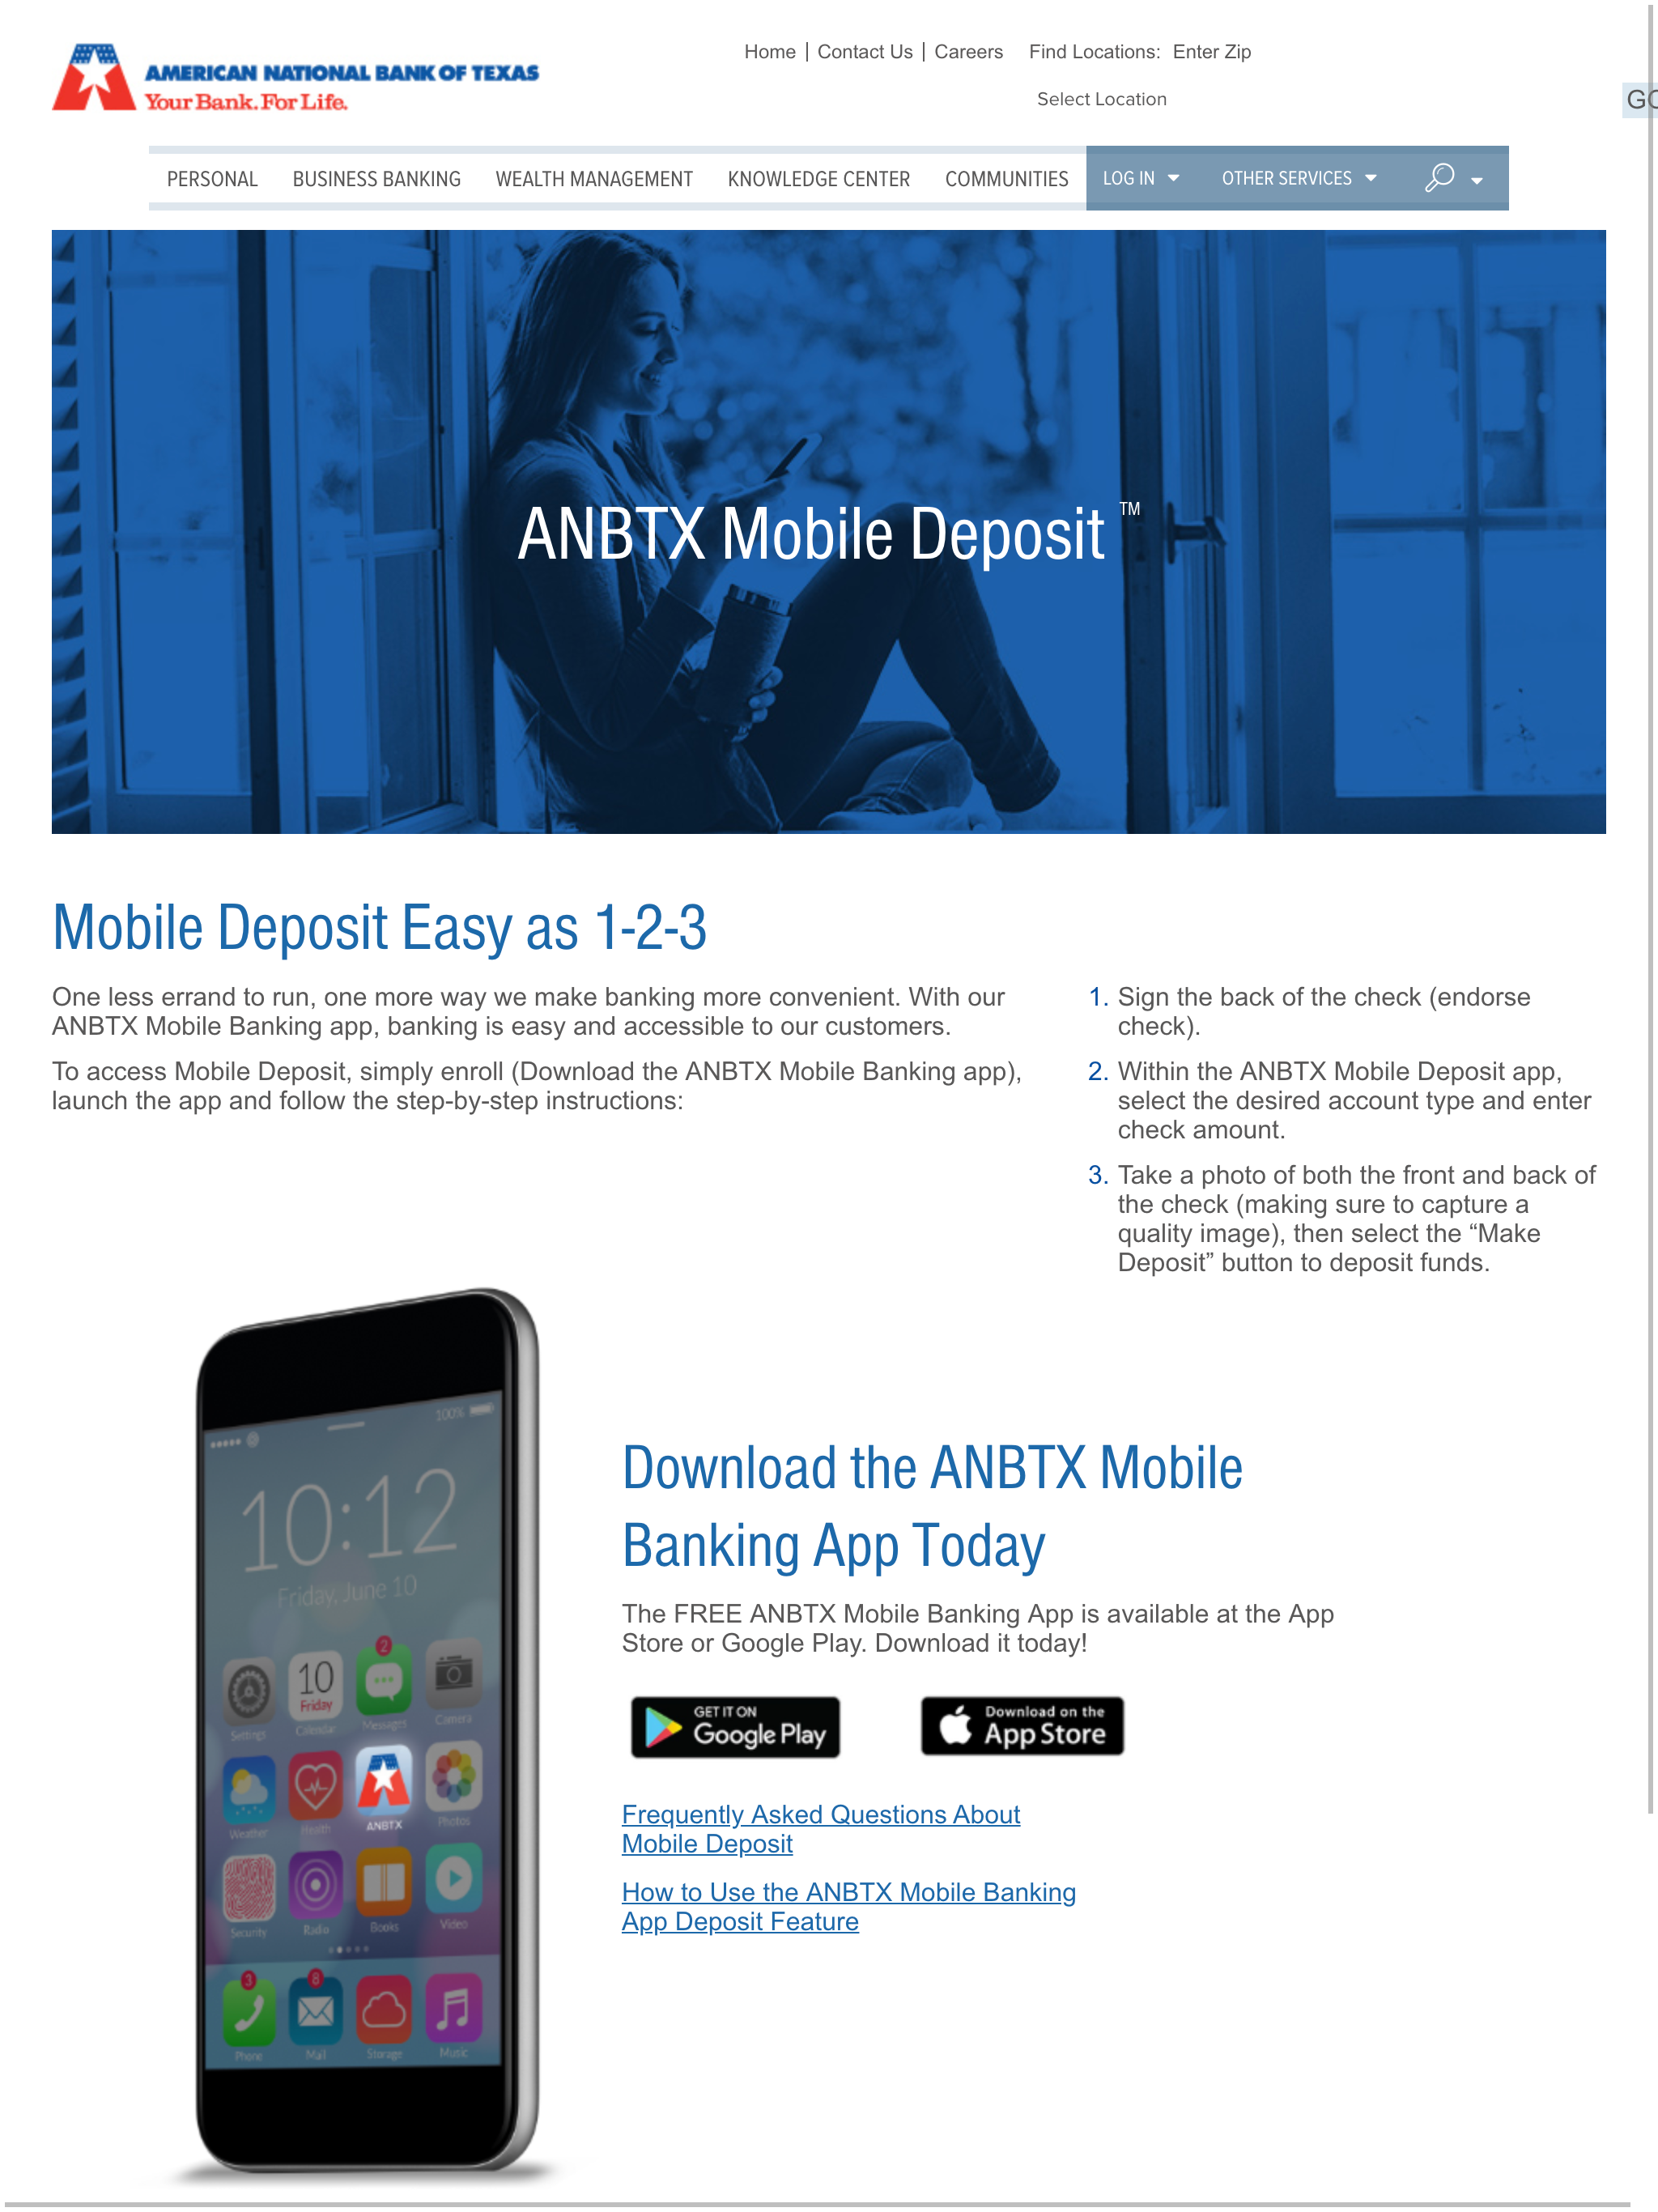 AMERICAN NATIONAL BANK OF TEXAS
Your Bank. For Life.
Home | Contact Us | Careers Find Locations: Enter Zip
Select Location
GO
PERSONAL BUSINESS BANKING WEALTH MANAGEMENT KNOWLEDGE CENTER COMMUNITIES LOG IN OTHER SERVICES
ANBTX Mobile Deposit ™
Mobile Deposit Easy as 1-2-3
One less errand to run, one more way we make banking more convenient. With our
ANBTX Mobile Banking app, banking is easy and accessible to our customers.
To access Mobile Deposit, simply enroll (Download the ANBTX Mobile Banking app),
launch the app and follow the step-by-step instructions:
1. Sign the back of the check (endorse
check).
2. Within the ANBTX Mobile Deposit app,
select the desired account type and enter
check amount.
3. Take a photo of both the front and back of
the check (making sure to capture a
quality image), then select the “Make
Deposit” button to deposit funds.
100%
10:12
Friday, June 10
2
10
Friday
Settings Calendar Messages Camera
Weather Health ANBTX Photos
Security Radio Books Video
3 8
Phone Mail Storage Music
Download the ANBTX Mobile
Banking App Today
The FREE ANBTX Mobile Banking App is available at the App
Store or Google Play. Download it today!
GET IT ON
Google Play
Download on the
App Store
Frequently Asked Questions About
Mobile Deposit
How to Use the ANBTX Mobile Banking
App Deposit Feature